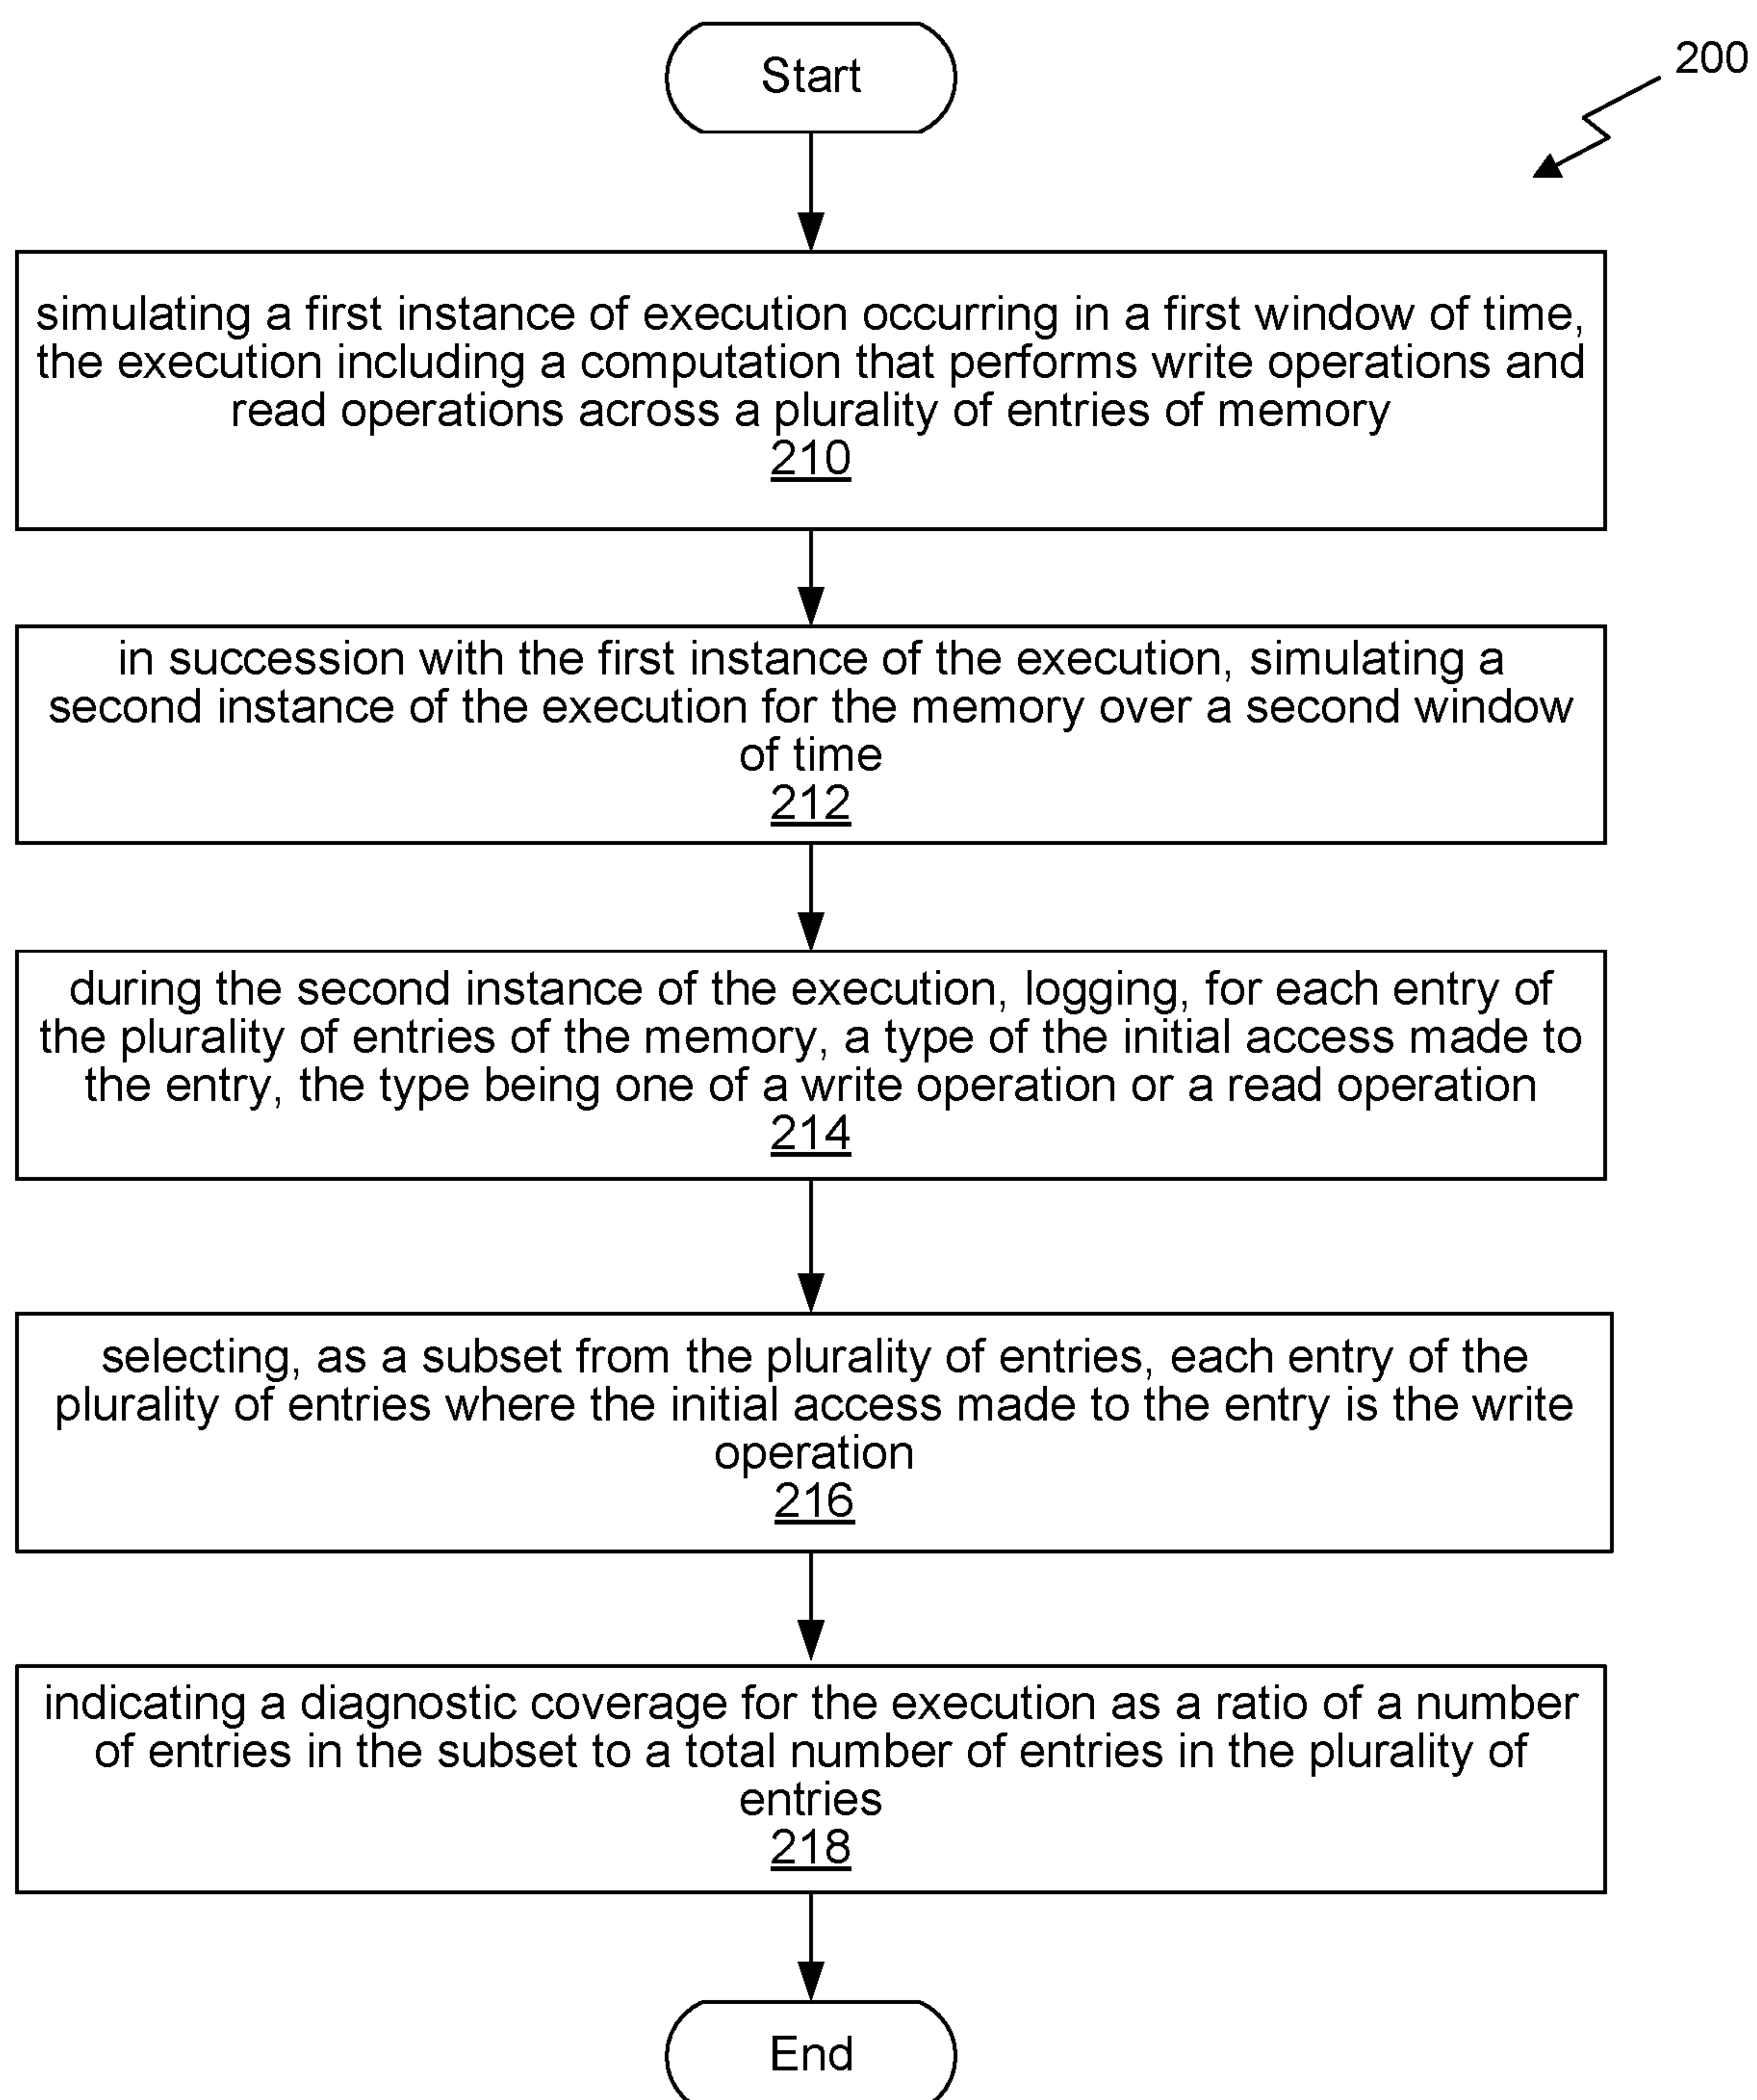 Start
200
simulating a first instance of execution occurring in a first window of time,
the execution including a computation that performs write operations and
read operations across a plurality of entries of memory
210
in succession with the first instance of the execution, simulating a
second instance of the execution for the memory over a second window
of time
212
during the second instance of the execution, logging, for each entry of
the plurality of entries of the memory, a type of the initial access made to
the entry, the type being one of a write operation or a read operation
214
selecting, as a subset from the plurality of entries, each entry of the
plurality of entries where the initial access made to the entry is the write
operation
216
indicating a diagnostic coverage for the execution as a ratio of a number
of entries in the subset to a total number of entries in the plurality of
entries
218
End